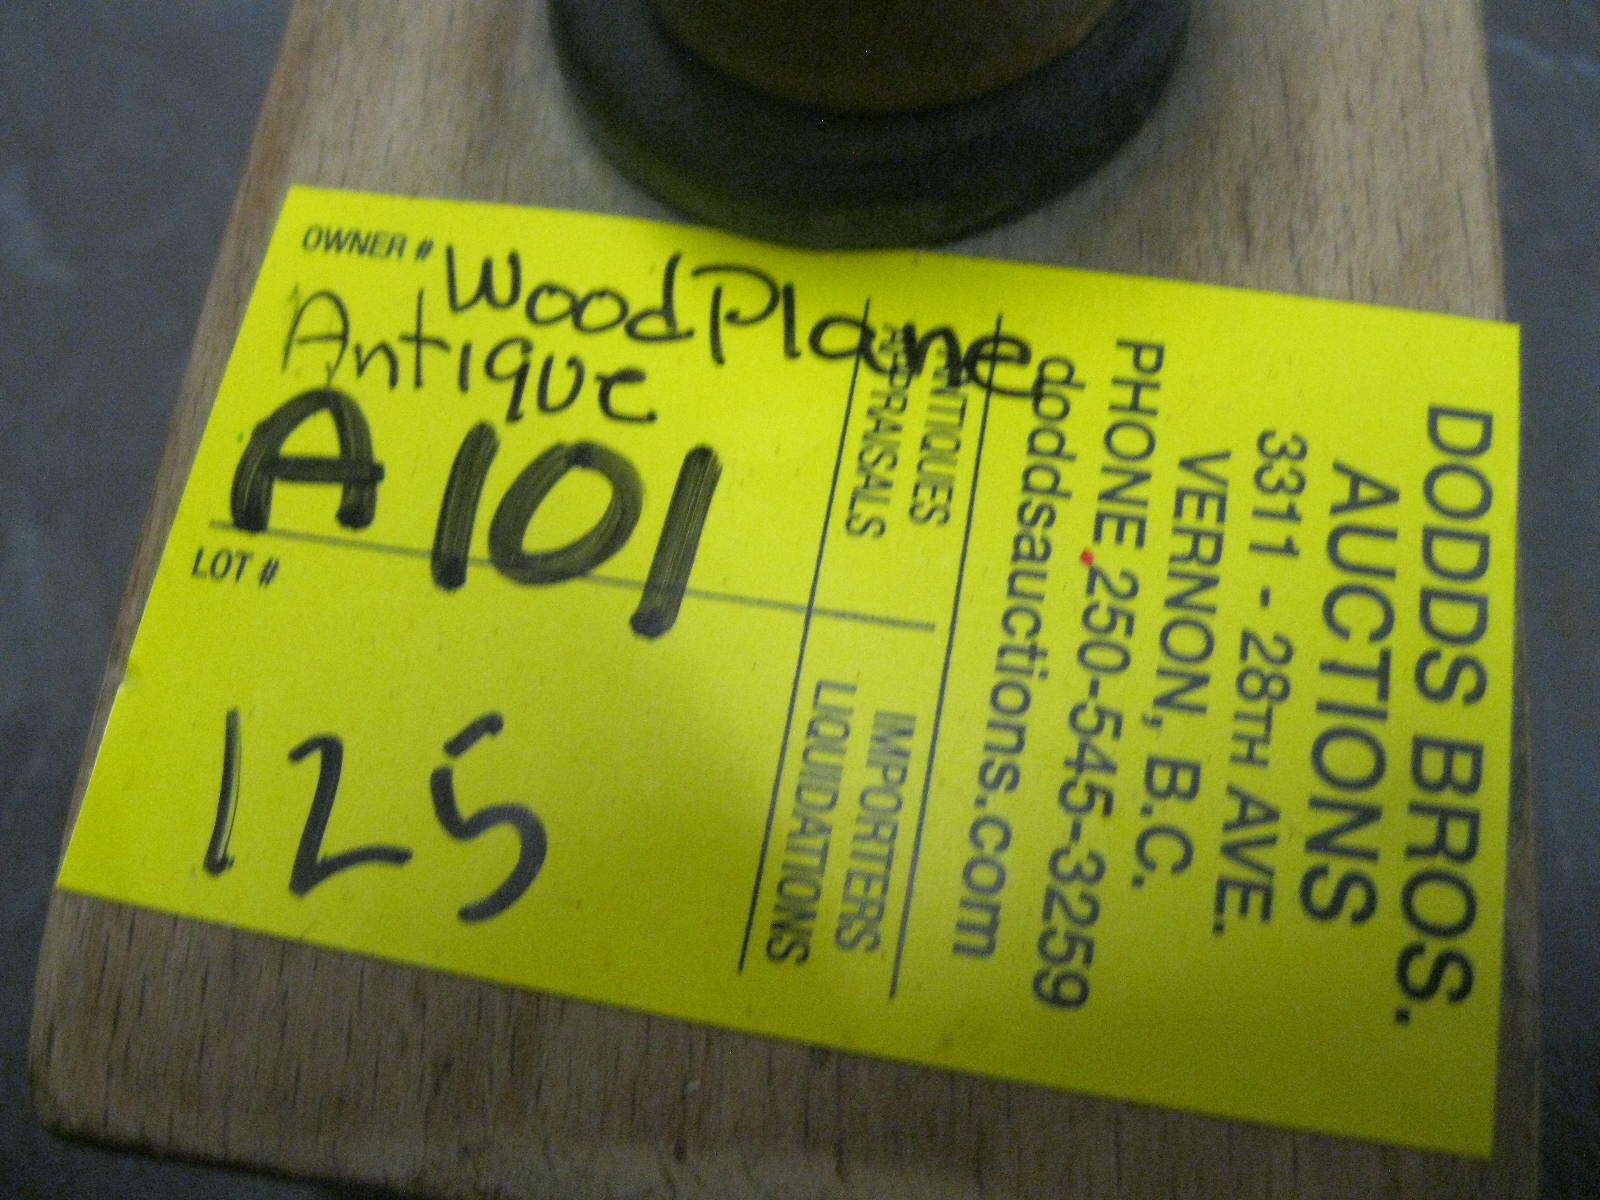 OWNER # Wood Plane
Antique
A101
LOT #
125
DODDS BROS.
AUCTIONS
3311 - 28TH AVE.
VERNON, B.C.
PHONE 250-545-3259
doddsauctions.com
ANTIQUES IMPORTERS
APPRAISALS LIQUIDATIONS